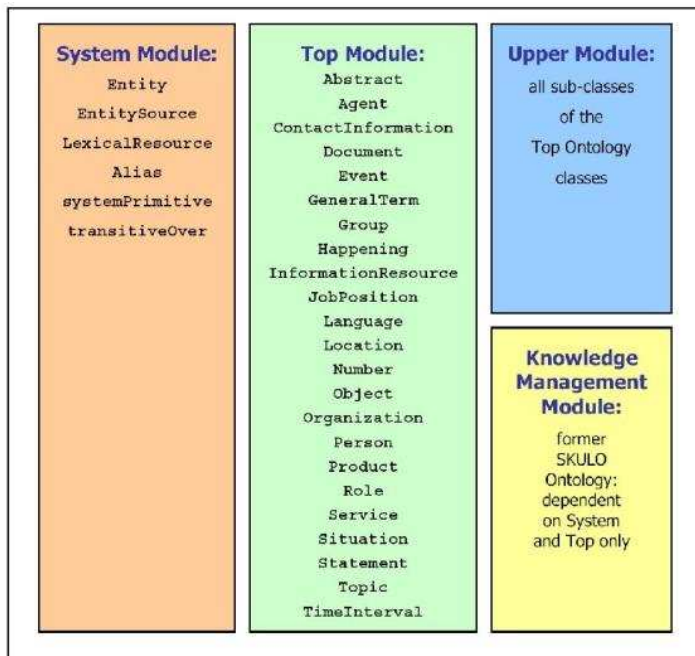 System Module:
Entity
EntitySource
LexicalResource
Alias
systemPrimitive
transitiveOver
Top Module:
Abstract
Agent
ContactInformation
Document
Event
GeneralTerm
Group
Happening
InformationResource
JobPosition
Language
Location
Number
Object
Organization
Person
Product
Role
Service
Situation
Statement
Topic
TimeInterval
Upper Module:
all sub-classes
of the
Top Ontology
classes
Knowledge
Management
Module:
former
SKULO
Ontology:
dependent
on System
and Top only